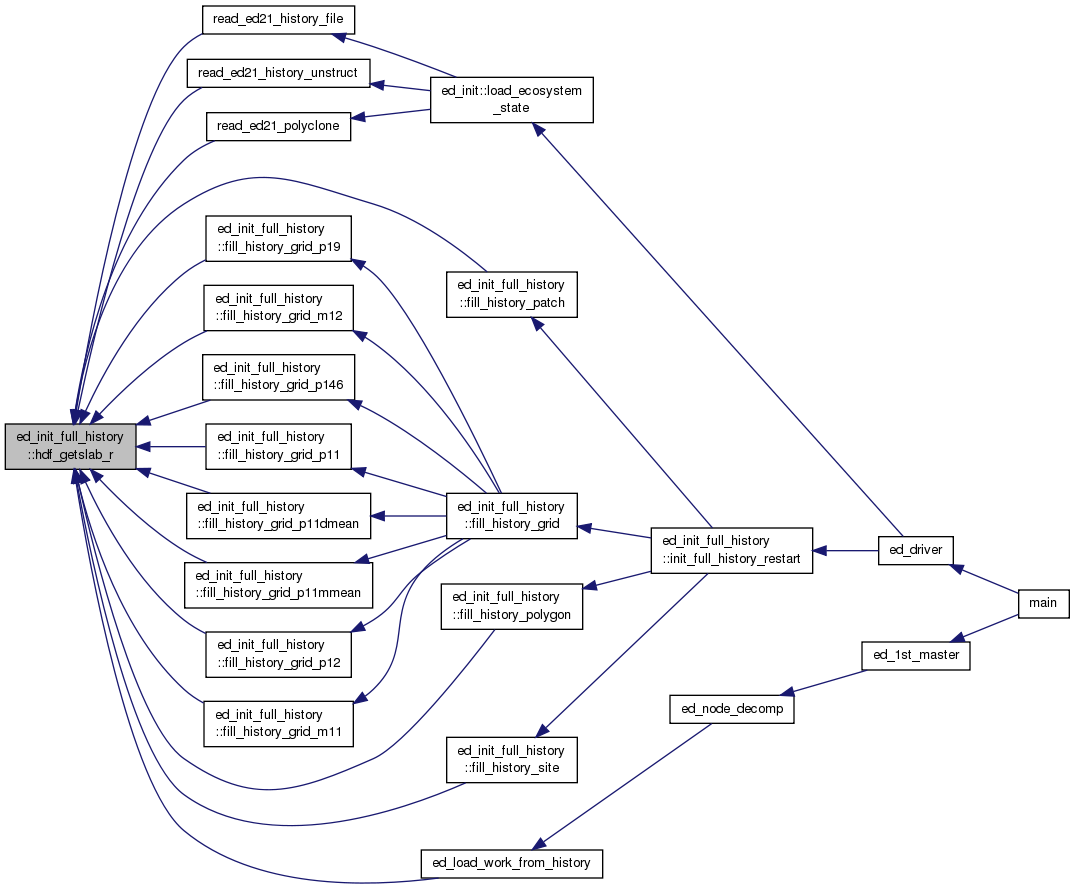 read_ed21_history_file
read_ed21_history_unstruct
ed_init::load_ecosystem
_state
read_ed21_polyclone
ed_init_full_history
::fill_history_grid_p19
ed_init_full_history
::fill_history_patch
ed_init_full_history
::fill_history_grid_m12
ed_init_full_history
::fill_history_grid_p146
ed_init_full_history
::hdf_getslab_r
ed_init_full_history
::fill_history_grid_p11
ed_init_full_history
::fill_history_grid_p11dmean
ed_init_full_history
::fill_history_grid
ed_init_full_history
::init_full_history_restart
ed_driver
ed_init_full_history
::fill_history_grid_p11mmean
ed_init_full_history
::fill_history_polygon
main
ed_init_full_history
::fill_history_grid_p12
ed_1st_master
ed_init_full_history
::fill_history_grid_m11
ed_node_decomp
ed_init_full_history
::fill_history_site
ed_load_work_from_history